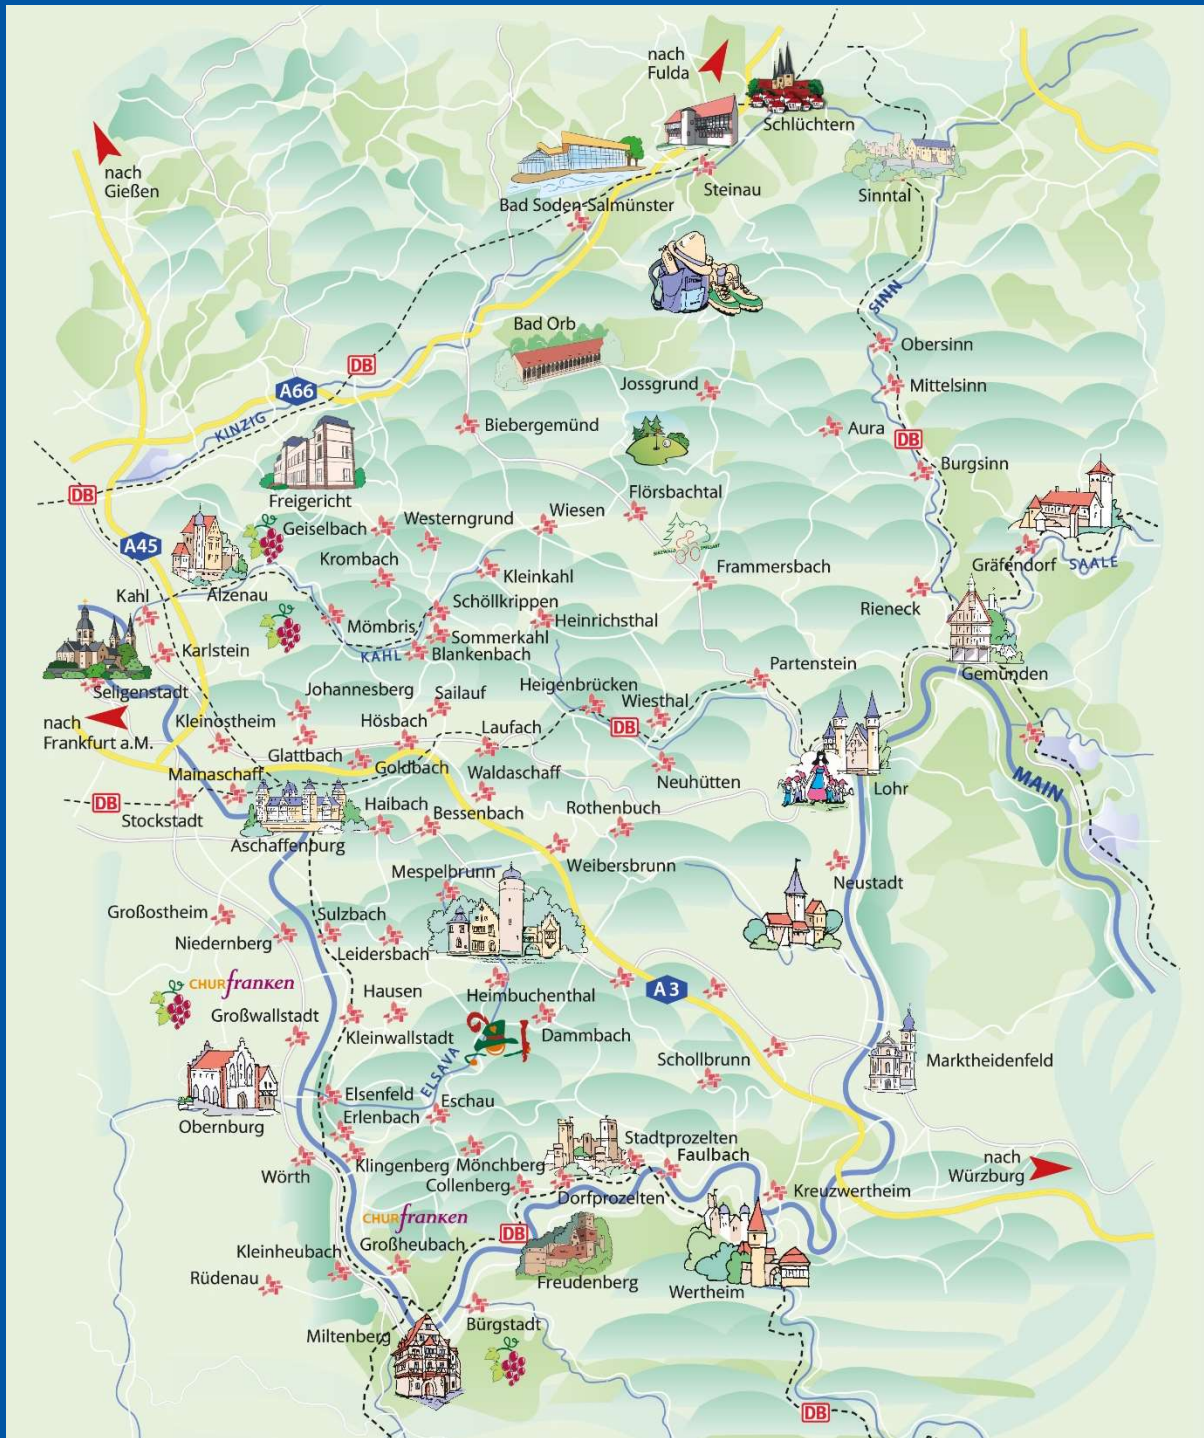 nach
Fulda
Schlüchtern
nach
Gießen
Steinau
Sinntal
Bad Soden-Salmünster
SINN
Bad Orb
Obersinn
DB
Jossgrund
Mittelsinn
A66
KINZIG
Biebergemünd
Aura
DB
Burgsinn
DB
Freigericht
Flörsbachtal
Geiselbach
Westerngrund
Wiesen
A45
Krombach
Kleinkahl
Frammersbach
Gräfendorf
SAALE
Alzenau
Kahl
Schöllkrippen
Rieneck
Mömbris
Heinrichsthal
Sommerkahl
Karlstein
KAHL
Blankenbach
Partenstein
Gemünden
Seligenstadt
Johannesberg
Sailauf
Heigenbrücken
Wiesthal
nach
Frankfurt a.M.
Kleinostheim
Hösbach
Laufach
DB
Glattbach
Goldbach
Waldaschaff
Neuhütten
Lohr
MAIN
Mainaschaff
DB
Stockstadt
Haibach
Bessenbach
Rothenbuch
Aschaffenburg
Mespelbrunn
Weibersbrunn
Neustadt
Großostheim
Sulzbach
Niedernberg
Leidersbach
CHURfranken
Hausen
Heimbuchenthal
A3
Großwallstadt
Kleinwallstadt
Dammbach
Schollbrunn
Marktheidenfeld
ELSAVA
Elsenfeld
Eschau
Obernburg
Erlenbach
Stadtprozelten
Faulbach
nach
Würzburg
Wörth
Klingenberg
Mönchberg
Collenberg
Dorfprozelten
Kreuzwertheim
CHURfranken
DB
Großheubach
Kleinheubach
Rüdenau
Freudenberg
Wertheim
Miltenberg
Bürgstadt
DB